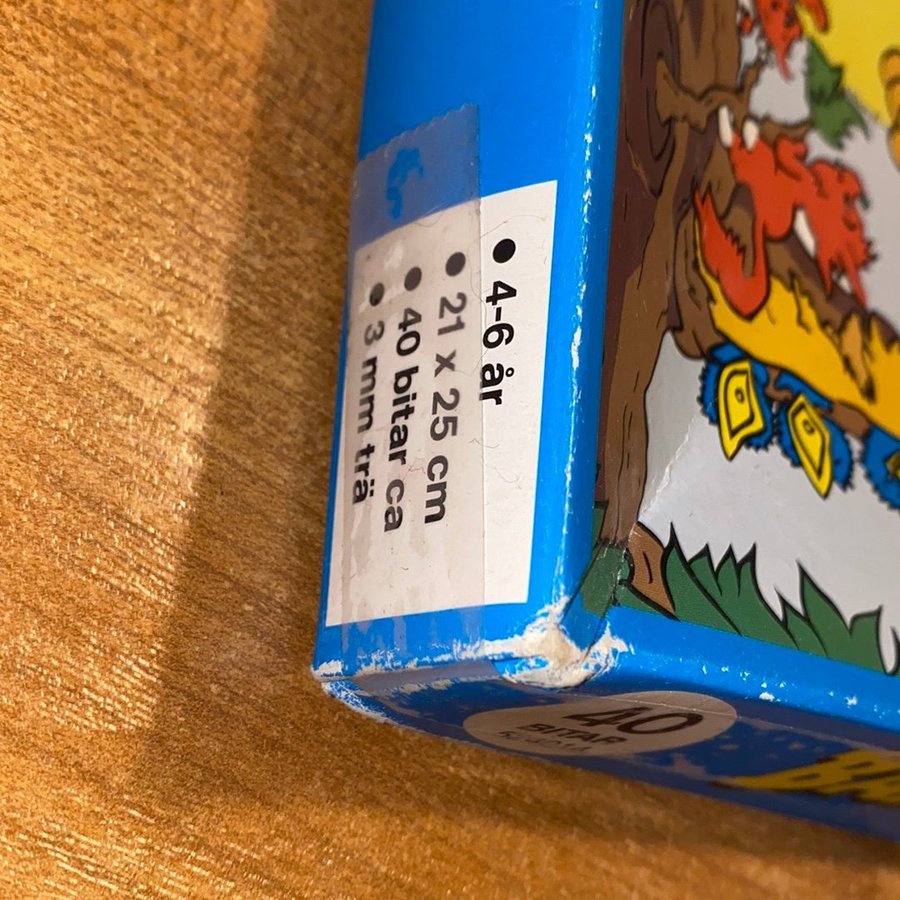 ● 4-6 år
● 21 x 25 cm
● 40 bitar ca
● 3 mm trä
40
BITAR